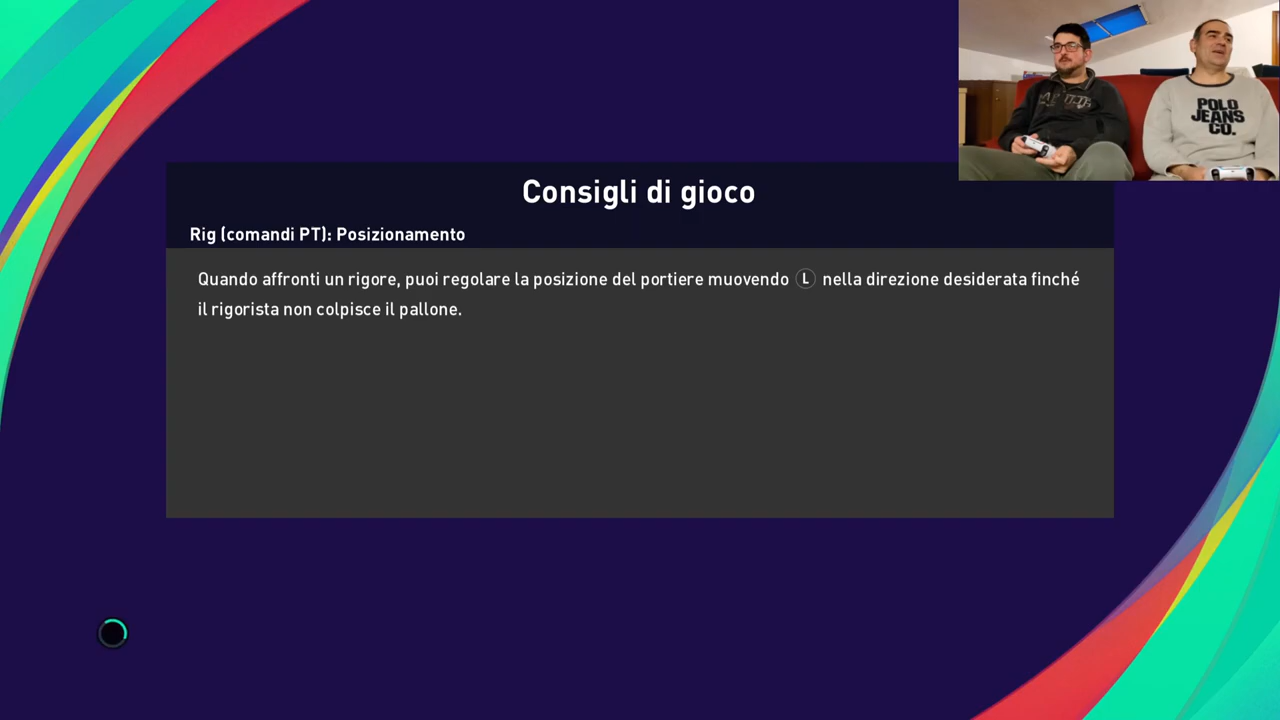 Consigli di gioco
Rig (comandi PT): Posizionamento
Quando affronti un rigore, puoi regolare la posizione del portiere muovendo L nella direzione desiderata finché
il rigorista non colpisce il pallone.
POLO
JEANS
CO.